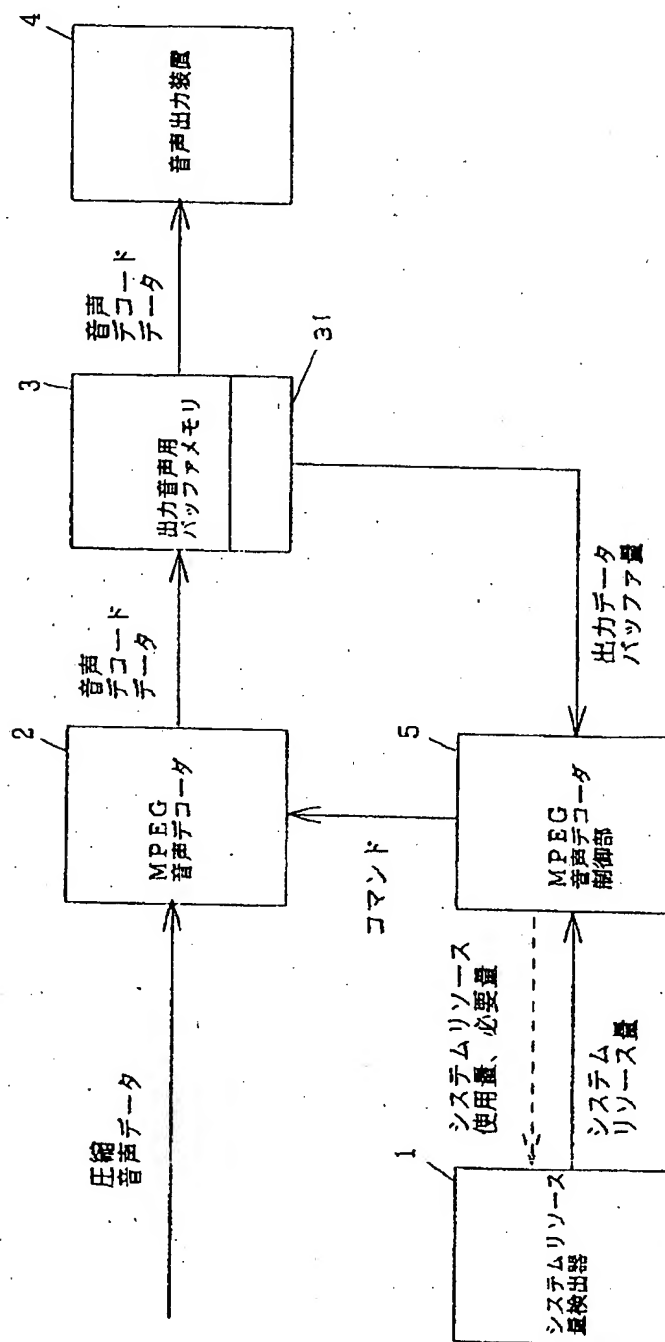 圧縮
音声データ
2
MPEG
音声デコーダ
音声
デコード
データ
3
出力音声用
バッファメモリ
31
音声
デコード
データ
4
音声出力装置
1
システムリソース
量検出器
システムリソース
使用量、必要量
システム
リソース量
コマンド
5
MPEG
音声デコーダ
制御部
出力データ
バッファ量